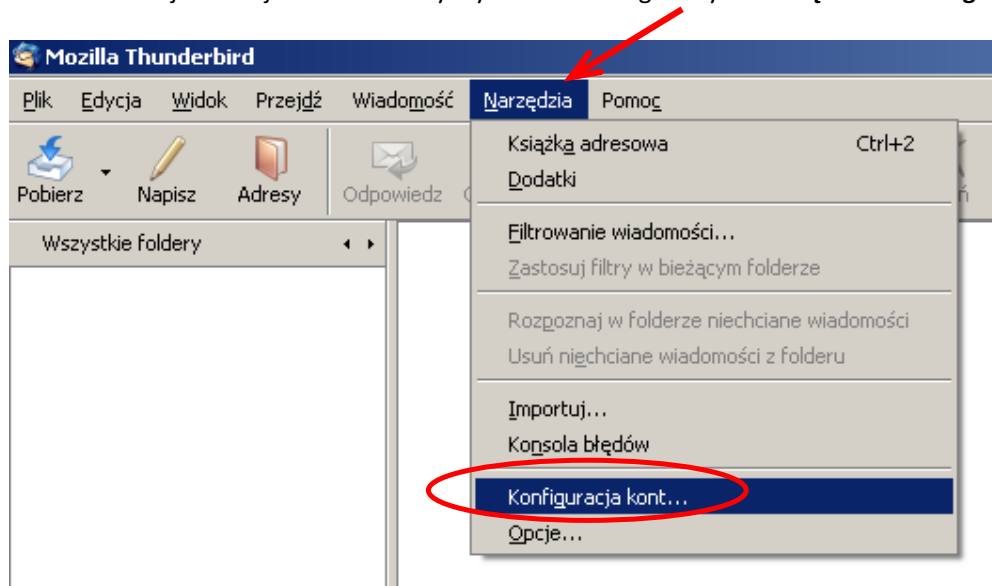 Mozilla Thunderbird
Plik Edycja Widok Przejdź Wiadomość Narzędzia Pomoc
Pobierz Napisz Adresy Odpowiedz
Wszystkie foldery
Książka adresowa Ctrl+2
Dodatki
Filtrowanie wiadomości...
Zastosuj filtry w bieżącym folderze
Rozpoznaj w folderze niechciane wiadomości
Usuń niechciane wiadomości z folderu
Importuj...
Konsola błędów
Konfiguracja kont...
Opcje...